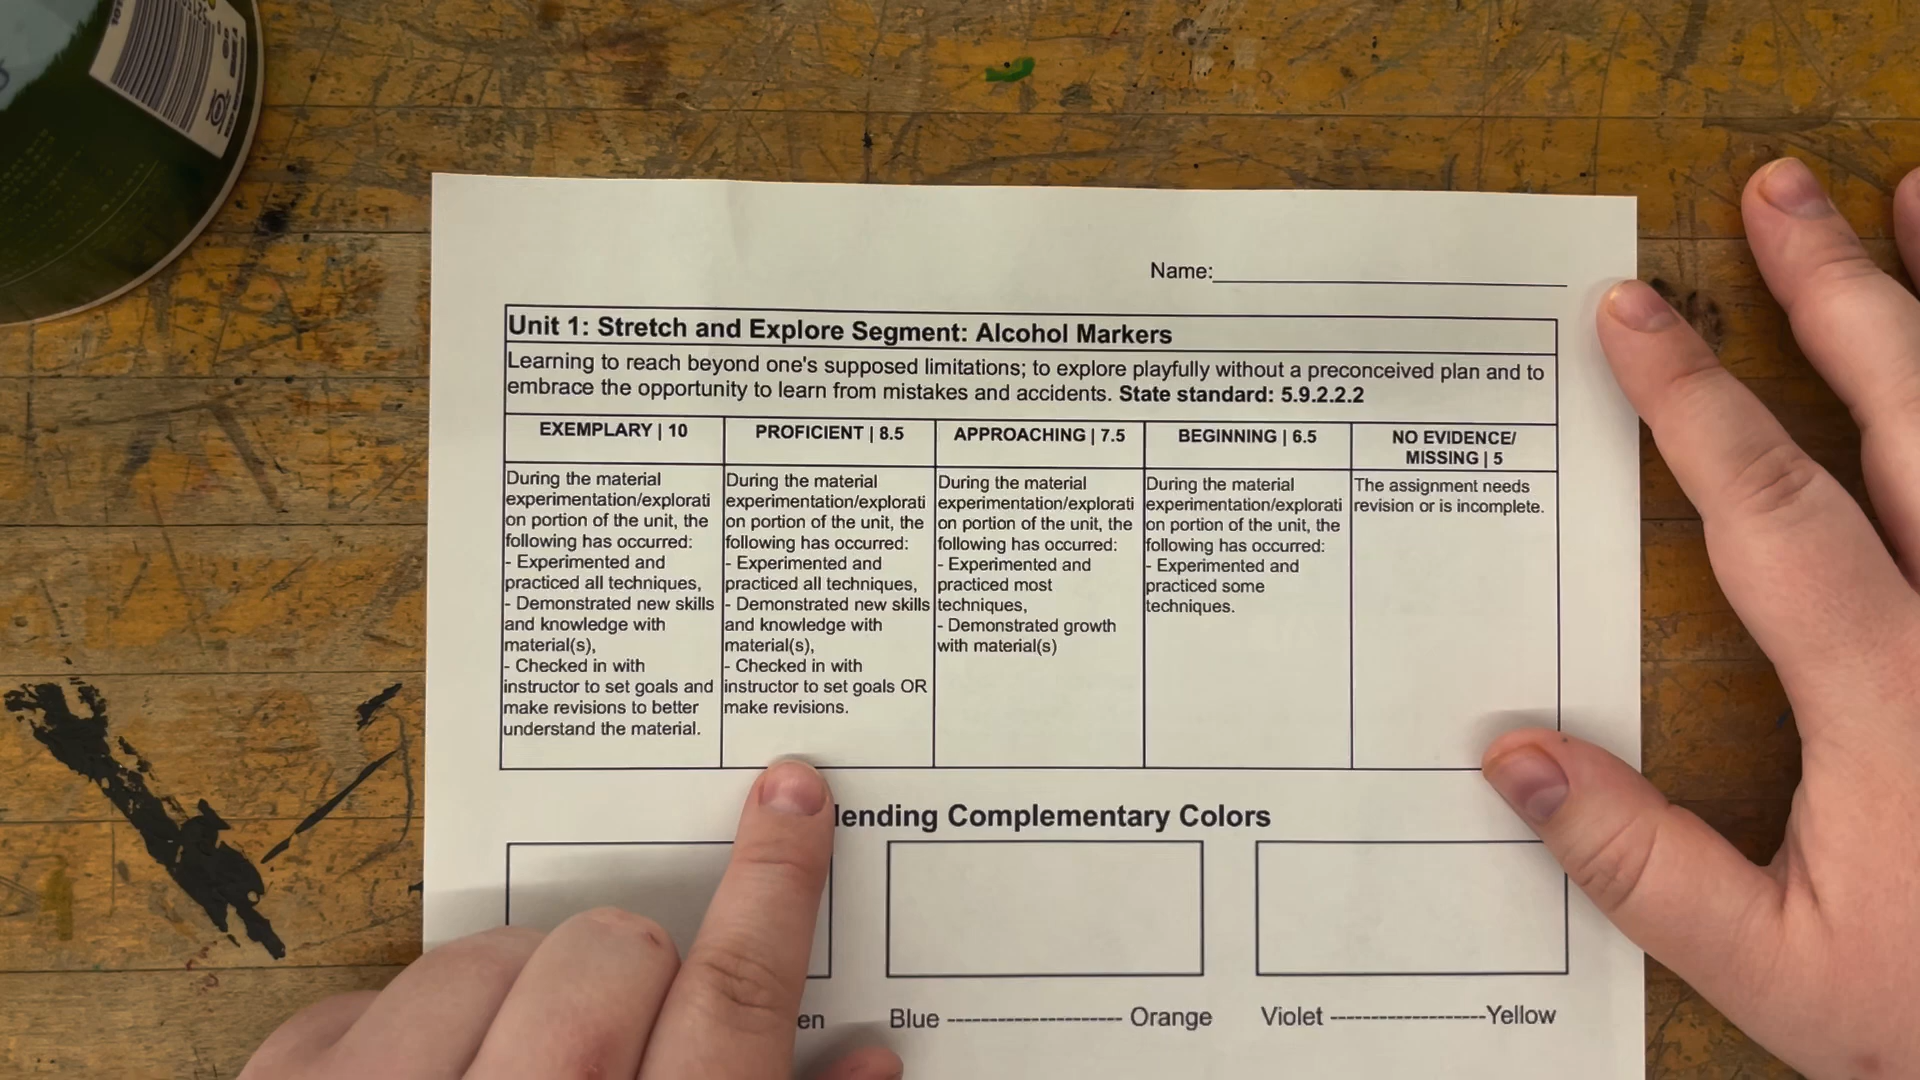 Name:
Unit 1: Stretch and Explore Segment: Alcohol Markers
Learning to reach beyond one's supposed limitations; to explore playfully without a preconceived plan and to
embrace the opportunity to learn from mistakes and accidents. State standard: 5.9.2.2.2
EXEMPLARY | 10
During the material
experimentation/explorati
on portion of the unit, the
following has occurred:
- Experimented and
practiced all techniques,
- Demonstrated new skills
and knowledge with
material(s),
- Checked in with
instructor to set goals and
make revisions to better
understand the material.
PROFICIENT | 8.5
During the material
experimentation/explorati
on portion of the unit, the
following has occurred:
- Experimented and
practiced all techniques,
- Demonstrated new skills
and knowledge with
material(s),
- Checked in with
instructor to set goals OR
make revisions.
APPROACHING | 7.5
During the material
experimentation/explorati
on portion of the unit, the
following has occurred:
- Experimented and
practiced most
techniques,
- Demonstrated growth
with material(s)
BEGINNING | 6.5
During the material
experimentation/explorati
on portion of the unit, the
following has occurred:
- Experimented and
practiced some
techniques.
NO EVIDENCE/
MISSING | 5
The assignment needs
revision or is incomplete.
lending Complementary Colors
en
Blue ---------------------- Orange
Violet --------------------Yellow